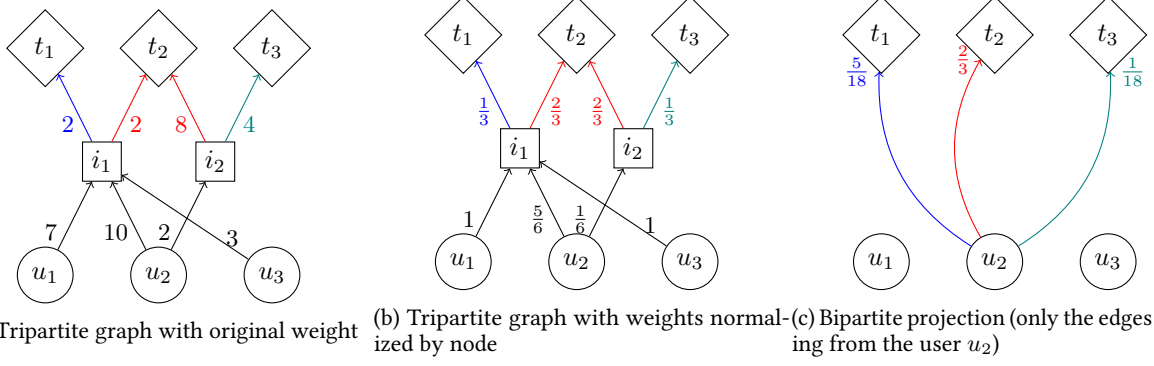 t₁ t₂ t₃ t₁ t₂ t₃ t₁ t₂ t₃
5/18 2/3 1/18
2 2 8 4 1/3 2/3 2/3 1/3
i₁ i₂ i₁ i₂
7 10 2 3 1 5/6 1/6 1
u₁ u₂ u₃ u₁ u₂ u₃ u₁ u₂ u₃
Tripartite graph with original weight
(b) Tripartite graph with weights normal-
ized by node
(c) Bipartite projection (only the edges
ing from the user u₂)